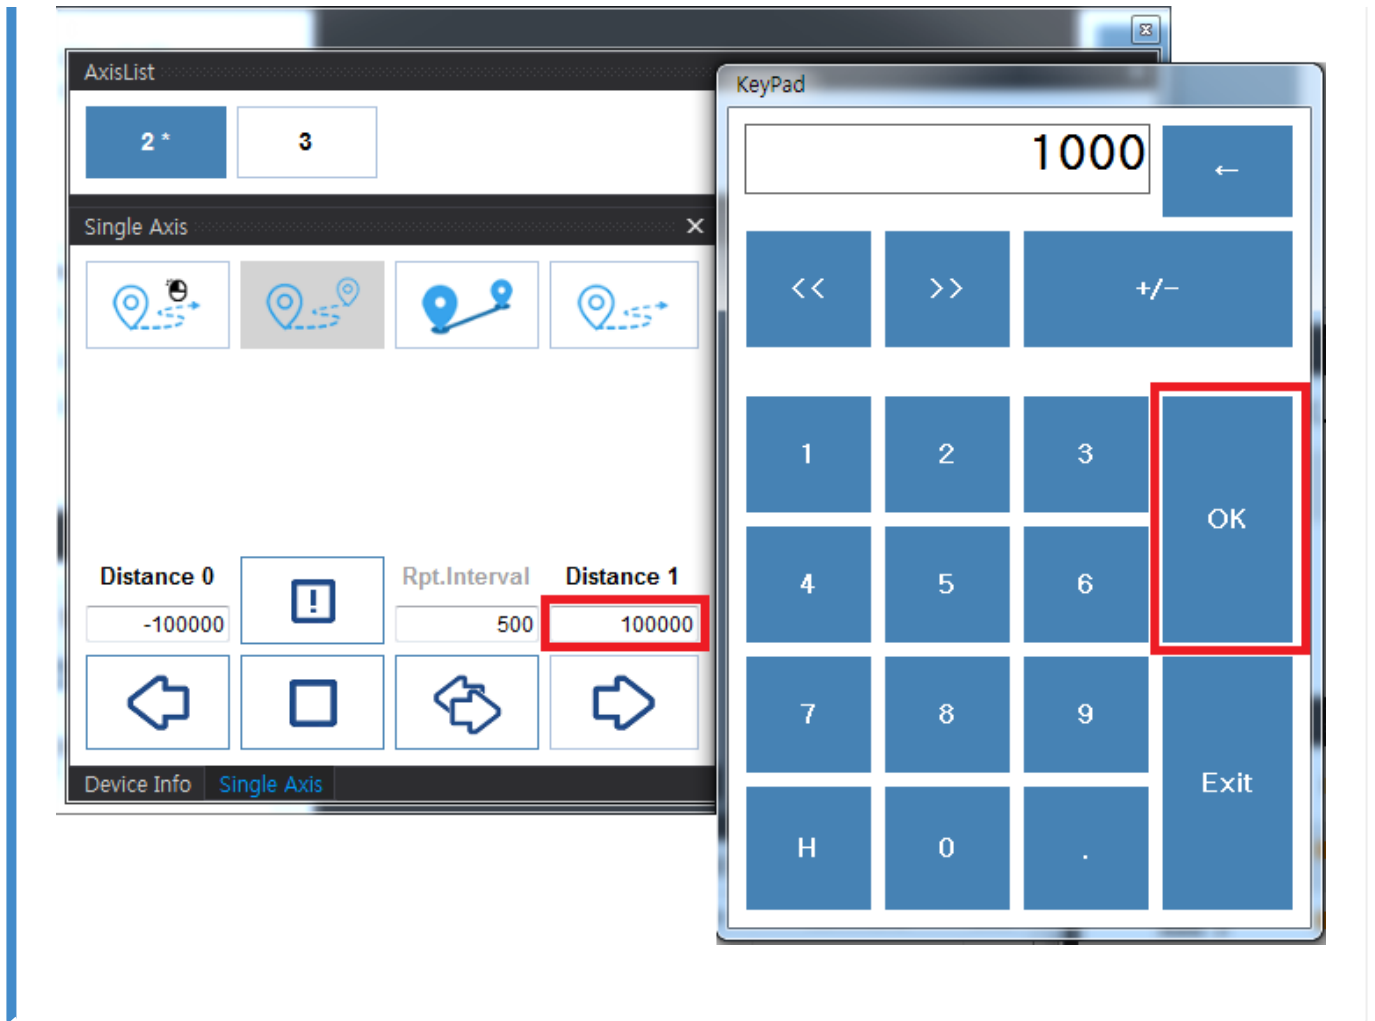 AxisList
2 *
3
Single Axis
Distance 0
Rpt.Interval
Distance 1
-100000
500
100000
Device Info
Single Axis
KeyPad
1000
←
<<
>>
+/-
1
2
3
OK
4
5
6
7
8
9
Exit
H
0
.